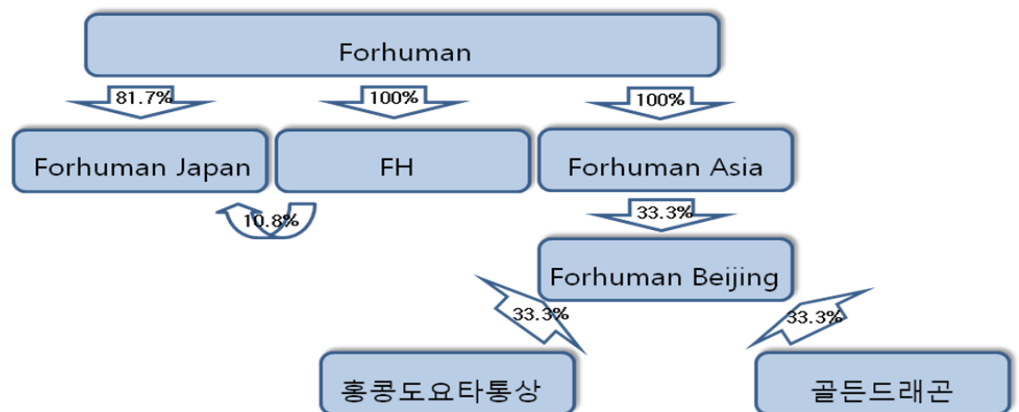 Forhuman
81.7%
100%
100%
Forhuman Japan
FH
Forhuman Asia
10.8%
33.3%
Forhuman Beijing
33.3%
33.3%
홍콩도요타통상
골든드래곤